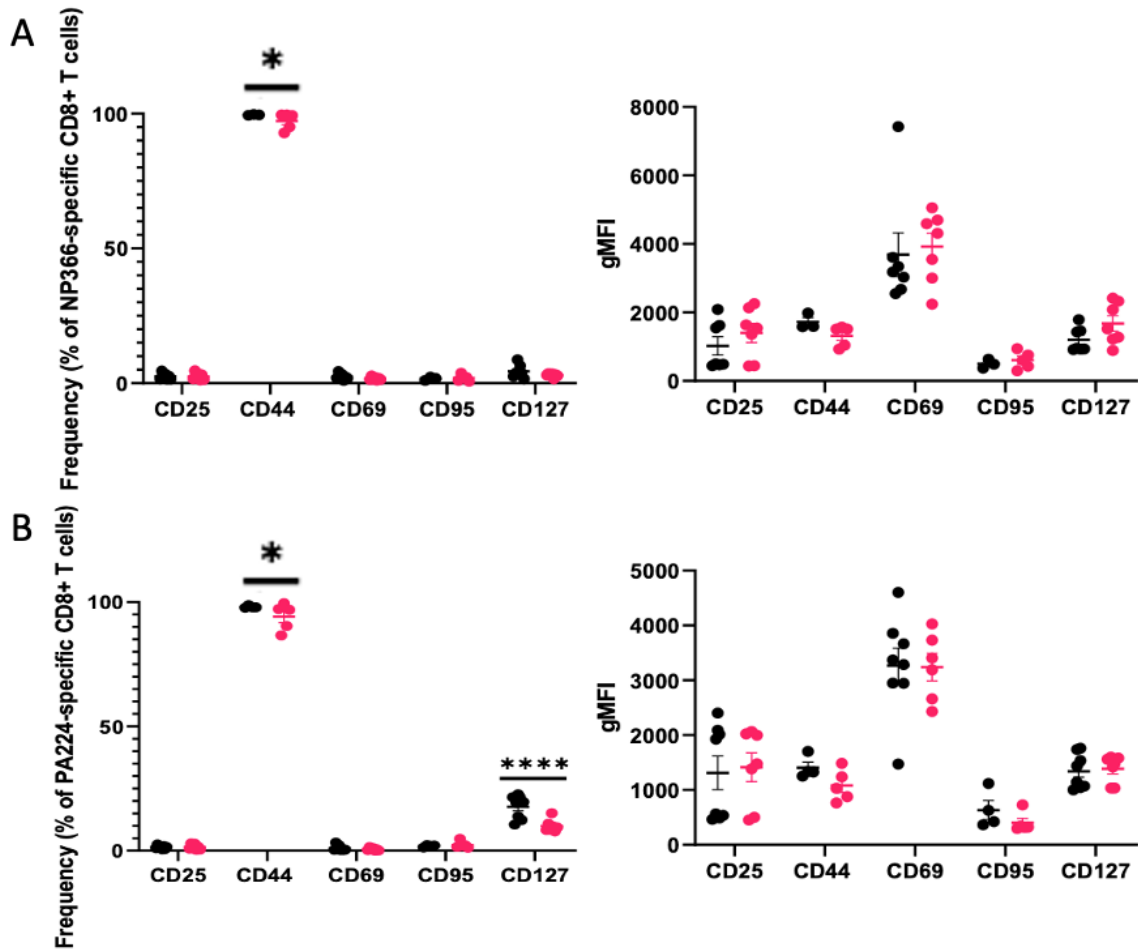 A
Frequency (% of NP366-specific CD8+ T cells)
*
100
50
0
CD25 CD44 CD69 CD95 CD127
gMFI
8000
6000
4000
2000
0
CD25 CD44 CD69 CD95 CD127
B
Frequency (% of PA224-specific CD8+ T cells)
*
100
50
0
****
CD25 CD44 CD69 CD95 CD127
gMFI
5000
4000
3000
2000
1000
0
CD25 CD44 CD69 CD95 CD127